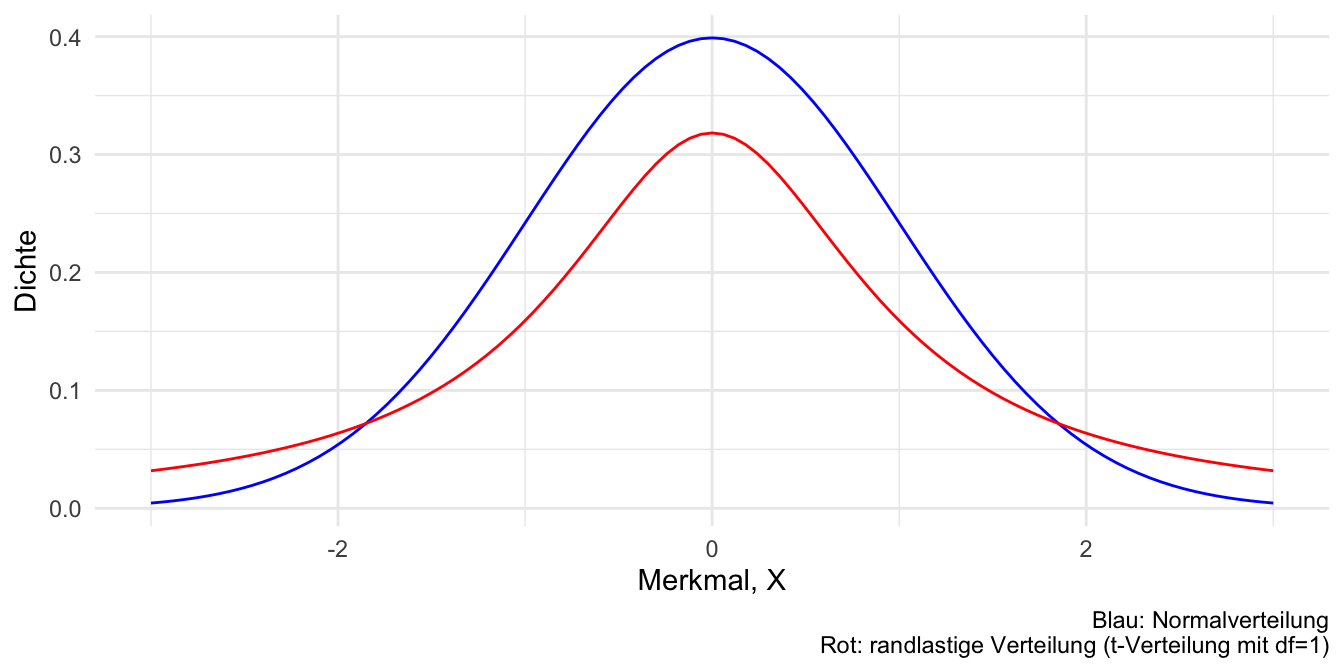 0.4
0.3
0.2
0.1
0.0
Dichte
-2 0 2
Merkmal, X
Blau: Normalverteilung
Rot: randlastige Verteilung (t-Verteilung mit df=1)